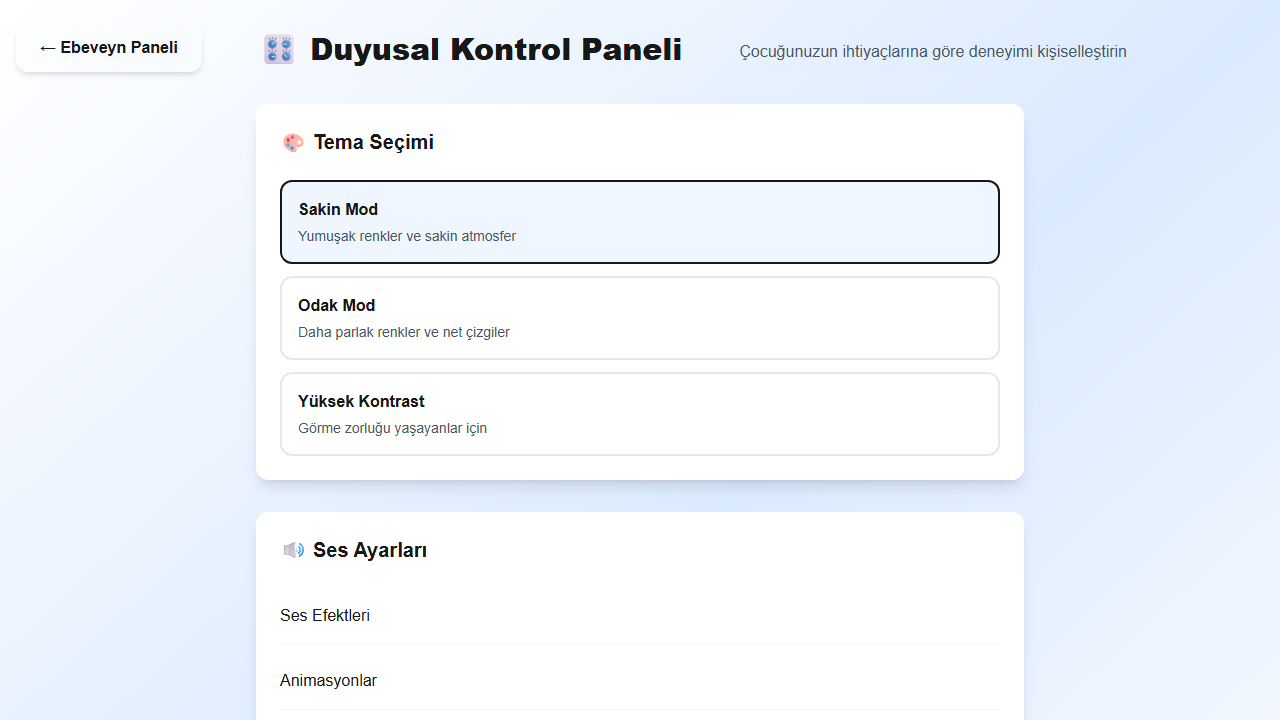 ← Ebeveyn Paneli
🎛️ Duyusal Kontrol Paneli
Çocuğunuzun ihtiyaçlarına göre deneyimi kişiselleştirin
🎨 Tema Seçimi
Sakin Mod
Yumuşak renkler ve sakin atmosfer
Odak Mod
Daha parlak renkler ve net çizgiler
Yüksek Kontrast
Görme zorluğu yaşayanlar için
🔊 Ses Ayarları
Ses Efektleri
Animasyonlar